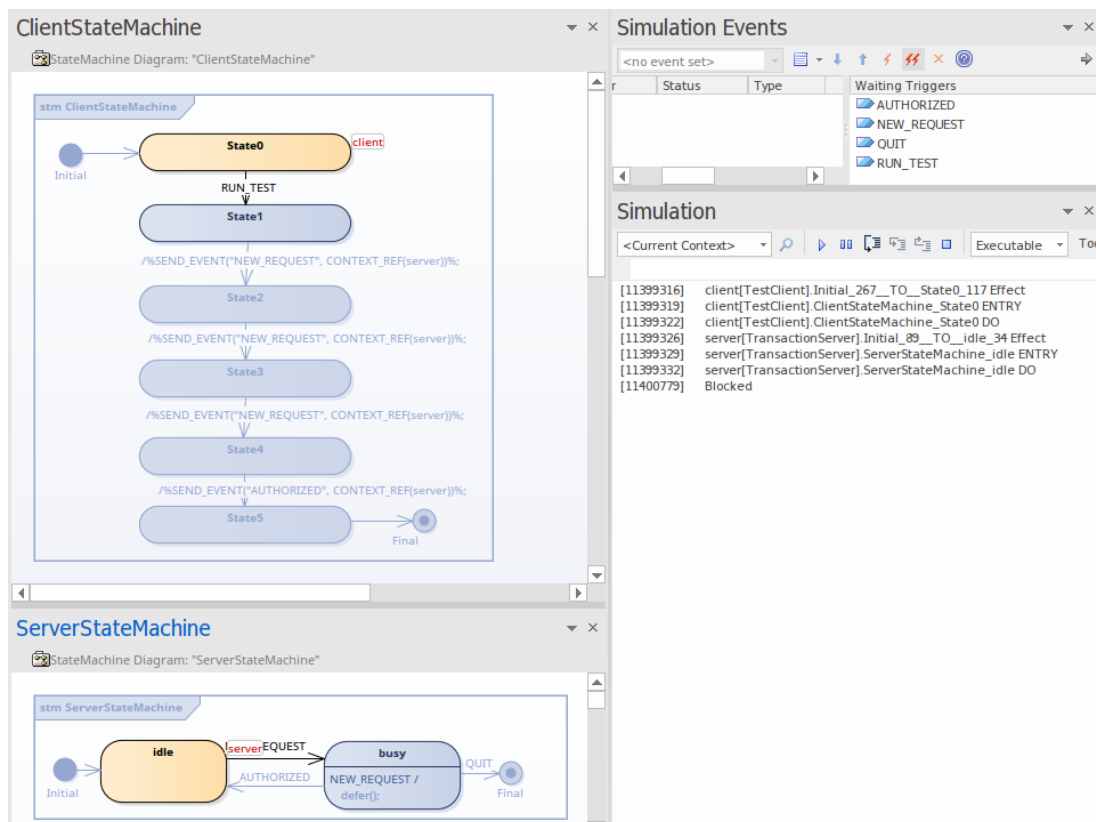 ClientStateMachine
StateMachine Diagram: "ClientStateMachine"
stm ClientStateMachine
Initial
State0
client
RUN_TEST
State1
/%SEND_EVENT("NEW_REQUEST", CONTEXT_REF(server))%;
State2
/%SEND_EVENT("NEW_REQUEST", CONTEXT_REF(server))%;
State3
/%SEND_EVENT("NEW_REQUEST", CONTEXT_REF(server))%;
State4
/%SEND_EVENT("AUTHORIZED", CONTEXT_REF(server))%;
State5
Final
ServerStateMachine
StateMachine Diagram: "ServerStateMachine"
stm ServerStateMachine
Initial
idle
server
EQUEST
AUTHORIZED
busy
NEW_REQUEST /
defer();
QUIT
Final
Simulation Events
<no event set>
r Status Type
Waiting Triggers
AUTHORIZED
NEW_REQUEST
QUIT
RUN_TEST
Simulation
<Current Context>
Executable
Too
[11399316] client[TestClient].Initial_267__TO__State0_117 Effect
[11399319] client[TestClient].ClientStateMachine_State0 ENTRY
[11399322] client[TestClient].ClientStateMachine_State0 DO
[11399326] server[TransactionServer].Initial_89__TO__idle_34 Effect
[11399329] server[TransactionServer].ServerStateMachine_idle ENTRY
[11399332] server[TransactionServer].ServerStateMachine_idle DO
[11400779] Blocked